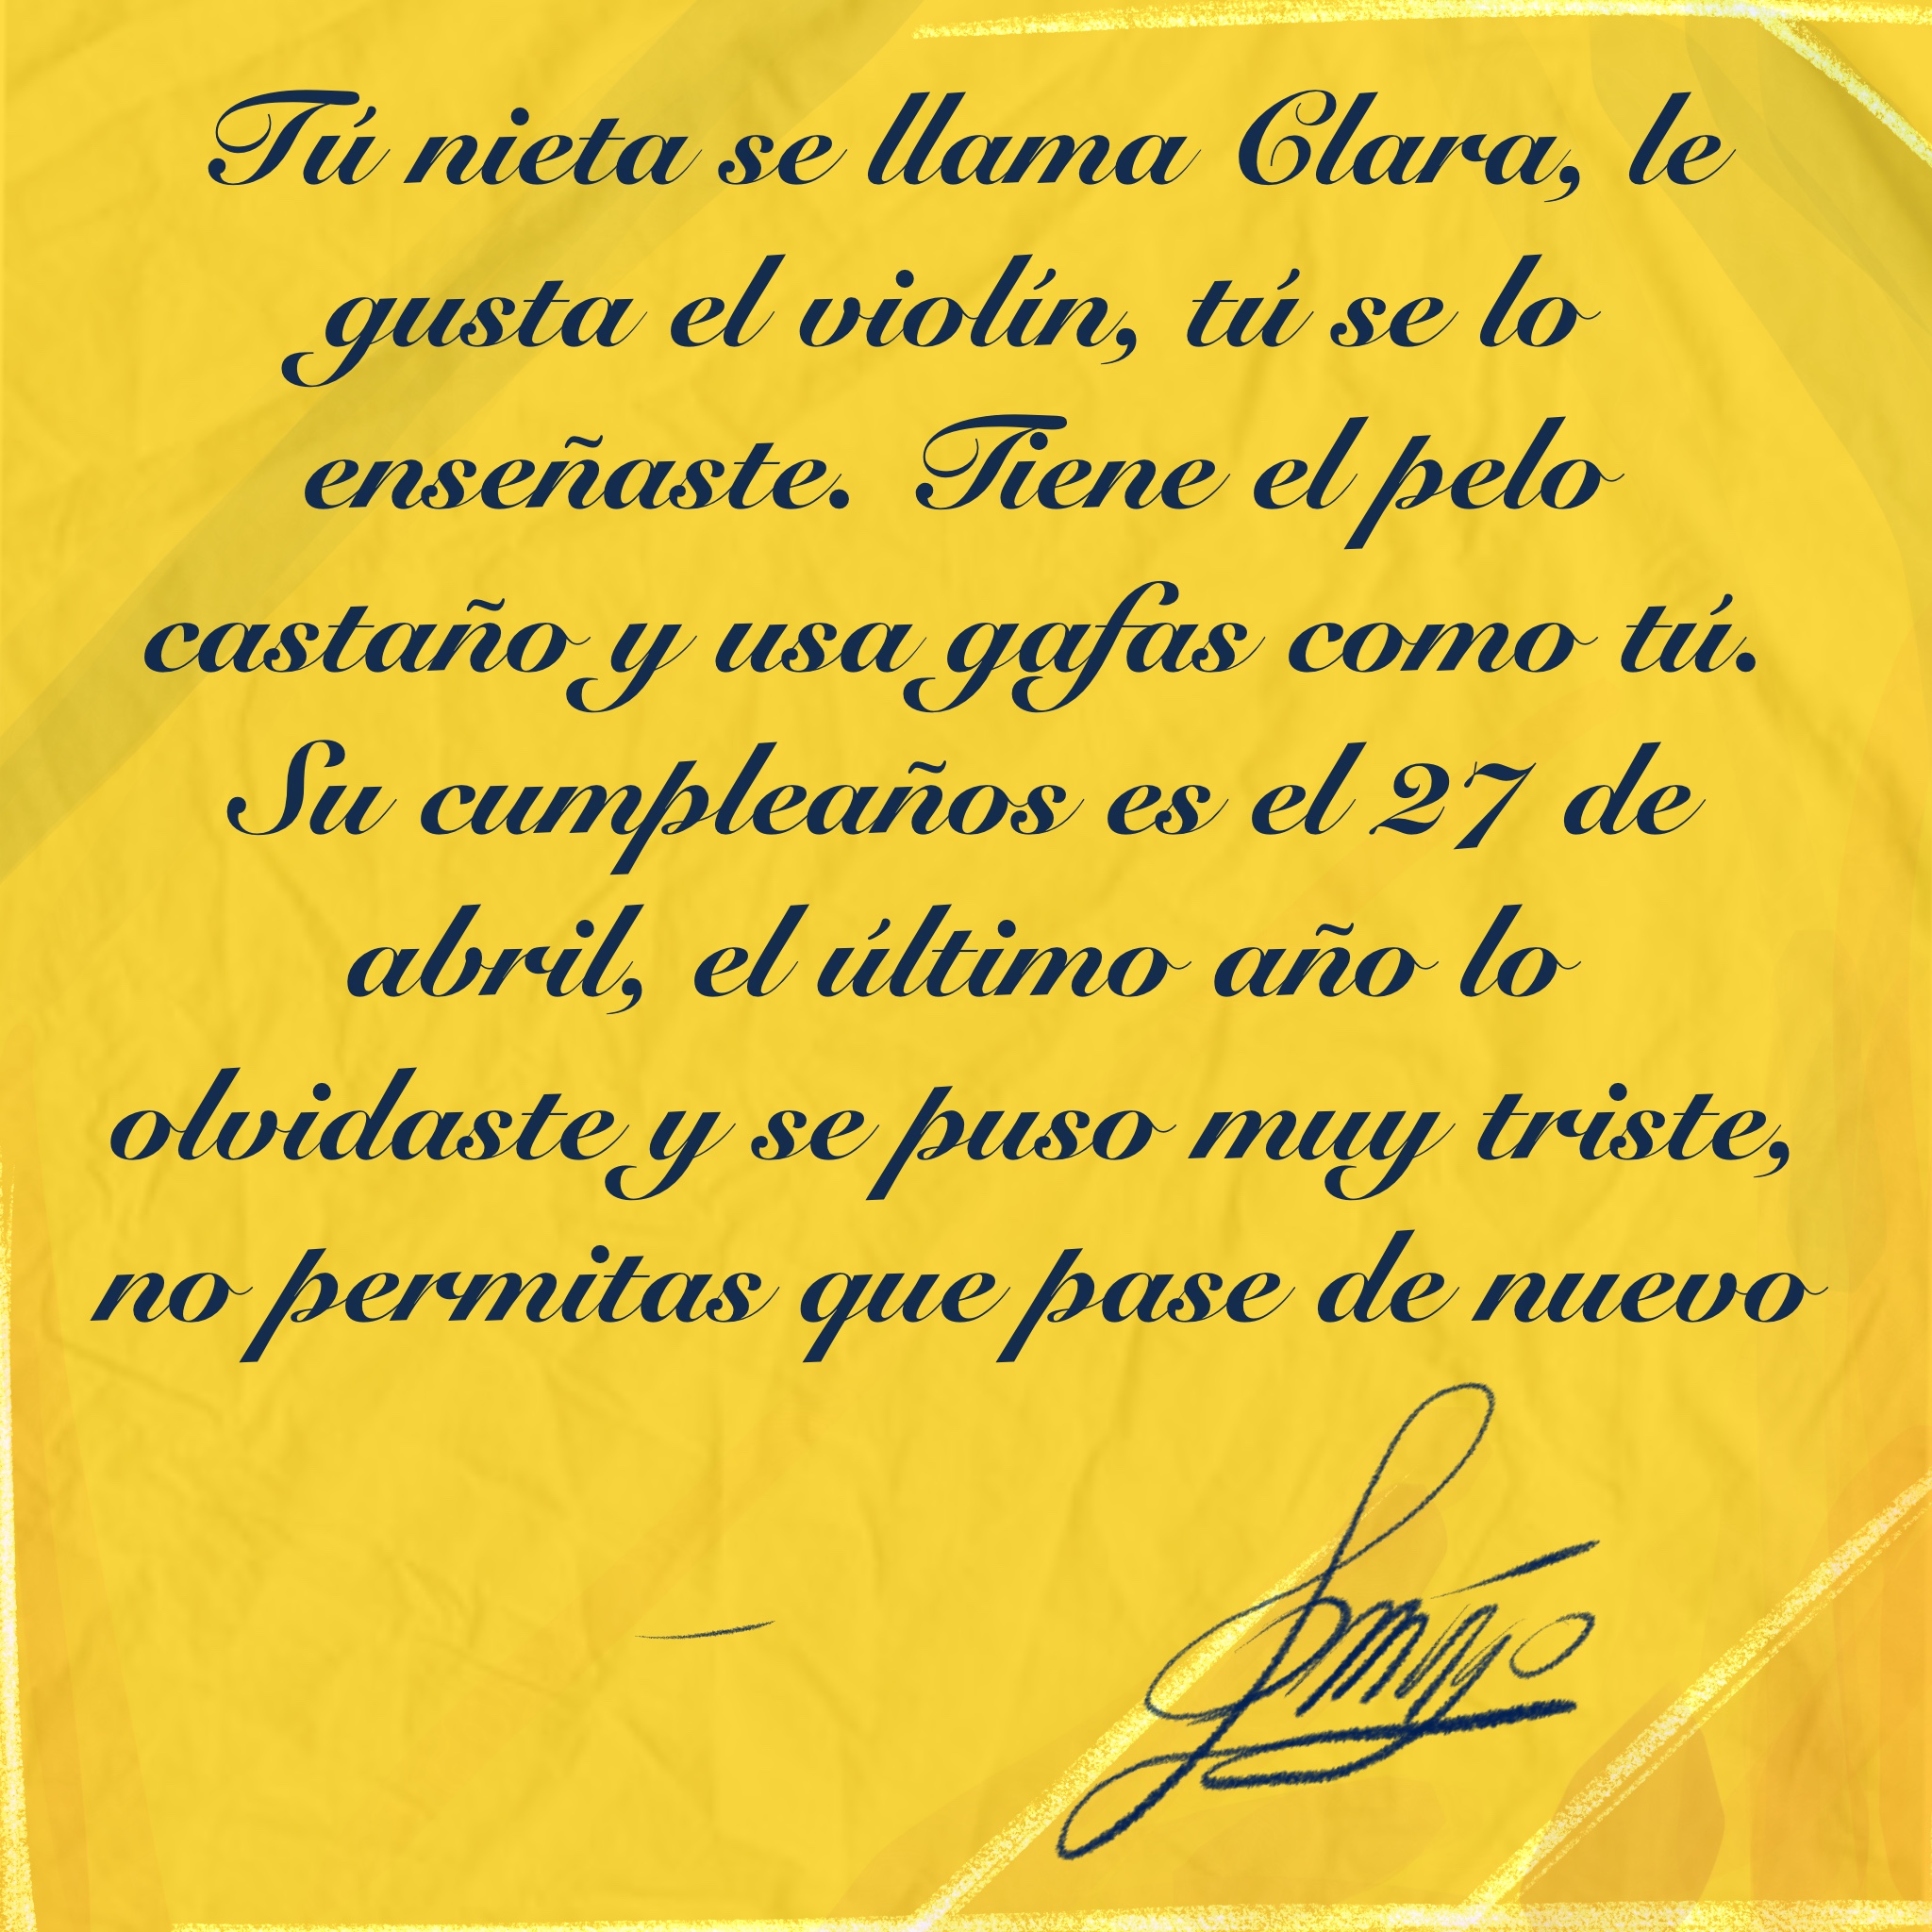 Tú nieta se llama Clara, le
gusta el violín, tú se lo
enseñaste. Tiene el pelo
castaño y usa gafas como tú.
Su cumpleaños es el 27 de
abril, el último año lo
olvidaste y se puso muy triste,
no permitas que pase de nuevo